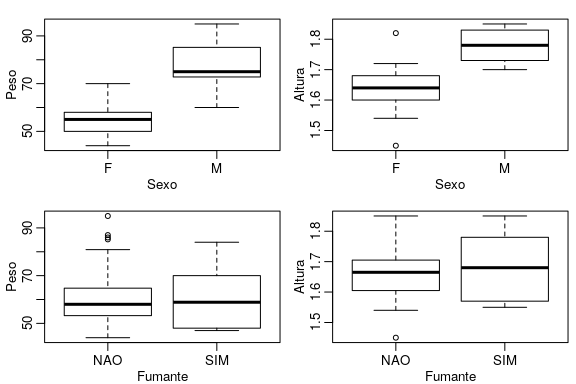 Peso
50
70
90
F
M
Sexo
Altura
1.5
1.6
1.7
1.8
F
M
Sexo
Peso
50
70
90
NAO
SIM
Fumante
Altura
1.5
1.6
1.7
1.8
NAO
SIM
Fumante